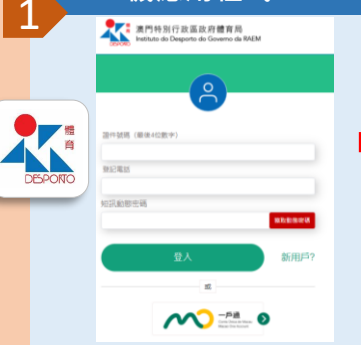 1
DESPORTO
澳門特別行政區政府體育局
Instituto do Desporto do Governo da RAEM
體育
DESPORTO
證件號碼（最後4位數字）
登記電話
短訊動態密碼
獲取動態密碼
登入
新用戶?
或
一戶通